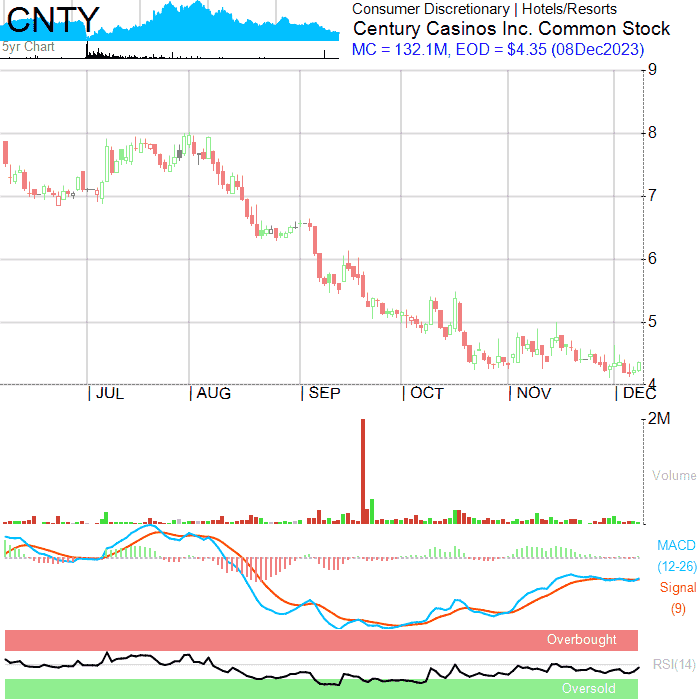 CNTY
5yr Chart
Consumer Discretionary | Hotels/Resorts
Century Casinos Inc. Common Stock
MC = 132.1M, EOD = $4.35 (08Dec2023)
9
8
7
6
5
4
| JUL | AUG | SEP | OCT | NOV | DEC
2M
Volume
MACD
(12-26)
Signal
(9)
Overbought
RSI(14)
Oversold